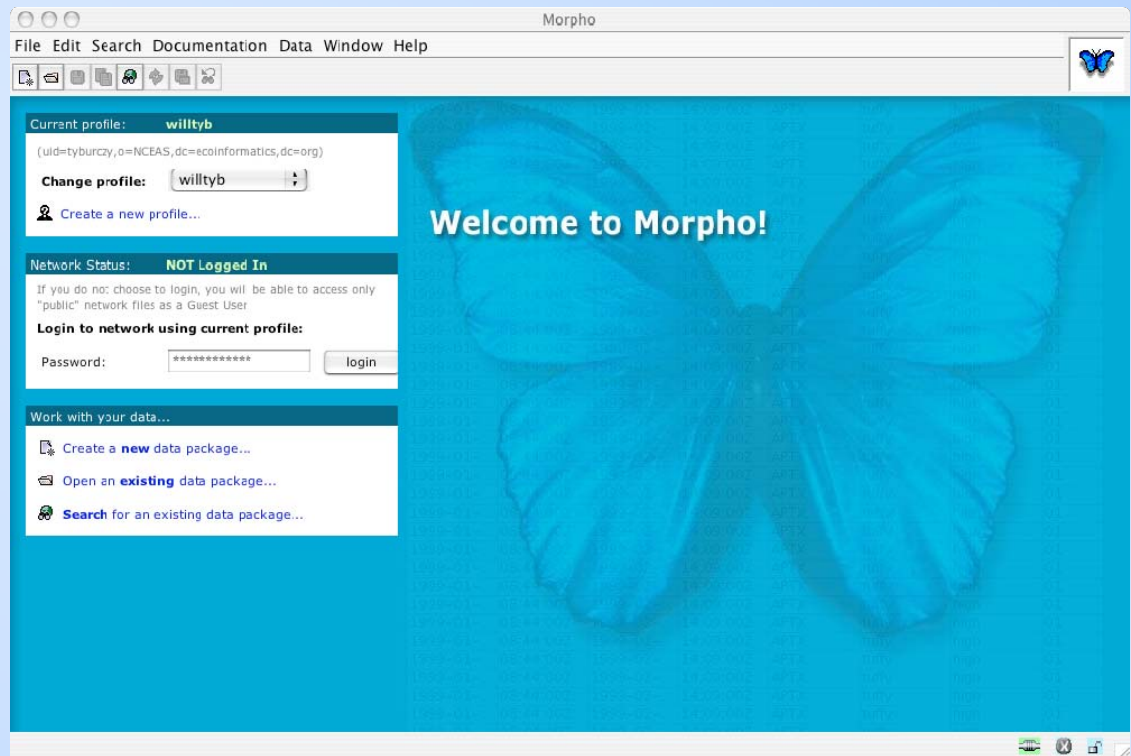 Morpho
File Edit Search Documentation Data Window Help
Current profile: willtyb
(uid=tyburczy,o=NCEAS,dc=ecoinformatics,dc=org)
Change profile: willtyb
Create a new profile...
Welcome to Morpho!
Network Status: NOT Logged In
If you do not choose to login, you will be able to access only
"public" network files as a Guest User
Login to network using current profile:
Password: ************ login
Work with your data...
Create a new data package...
Open an existing data package...
Search for an existing data package...